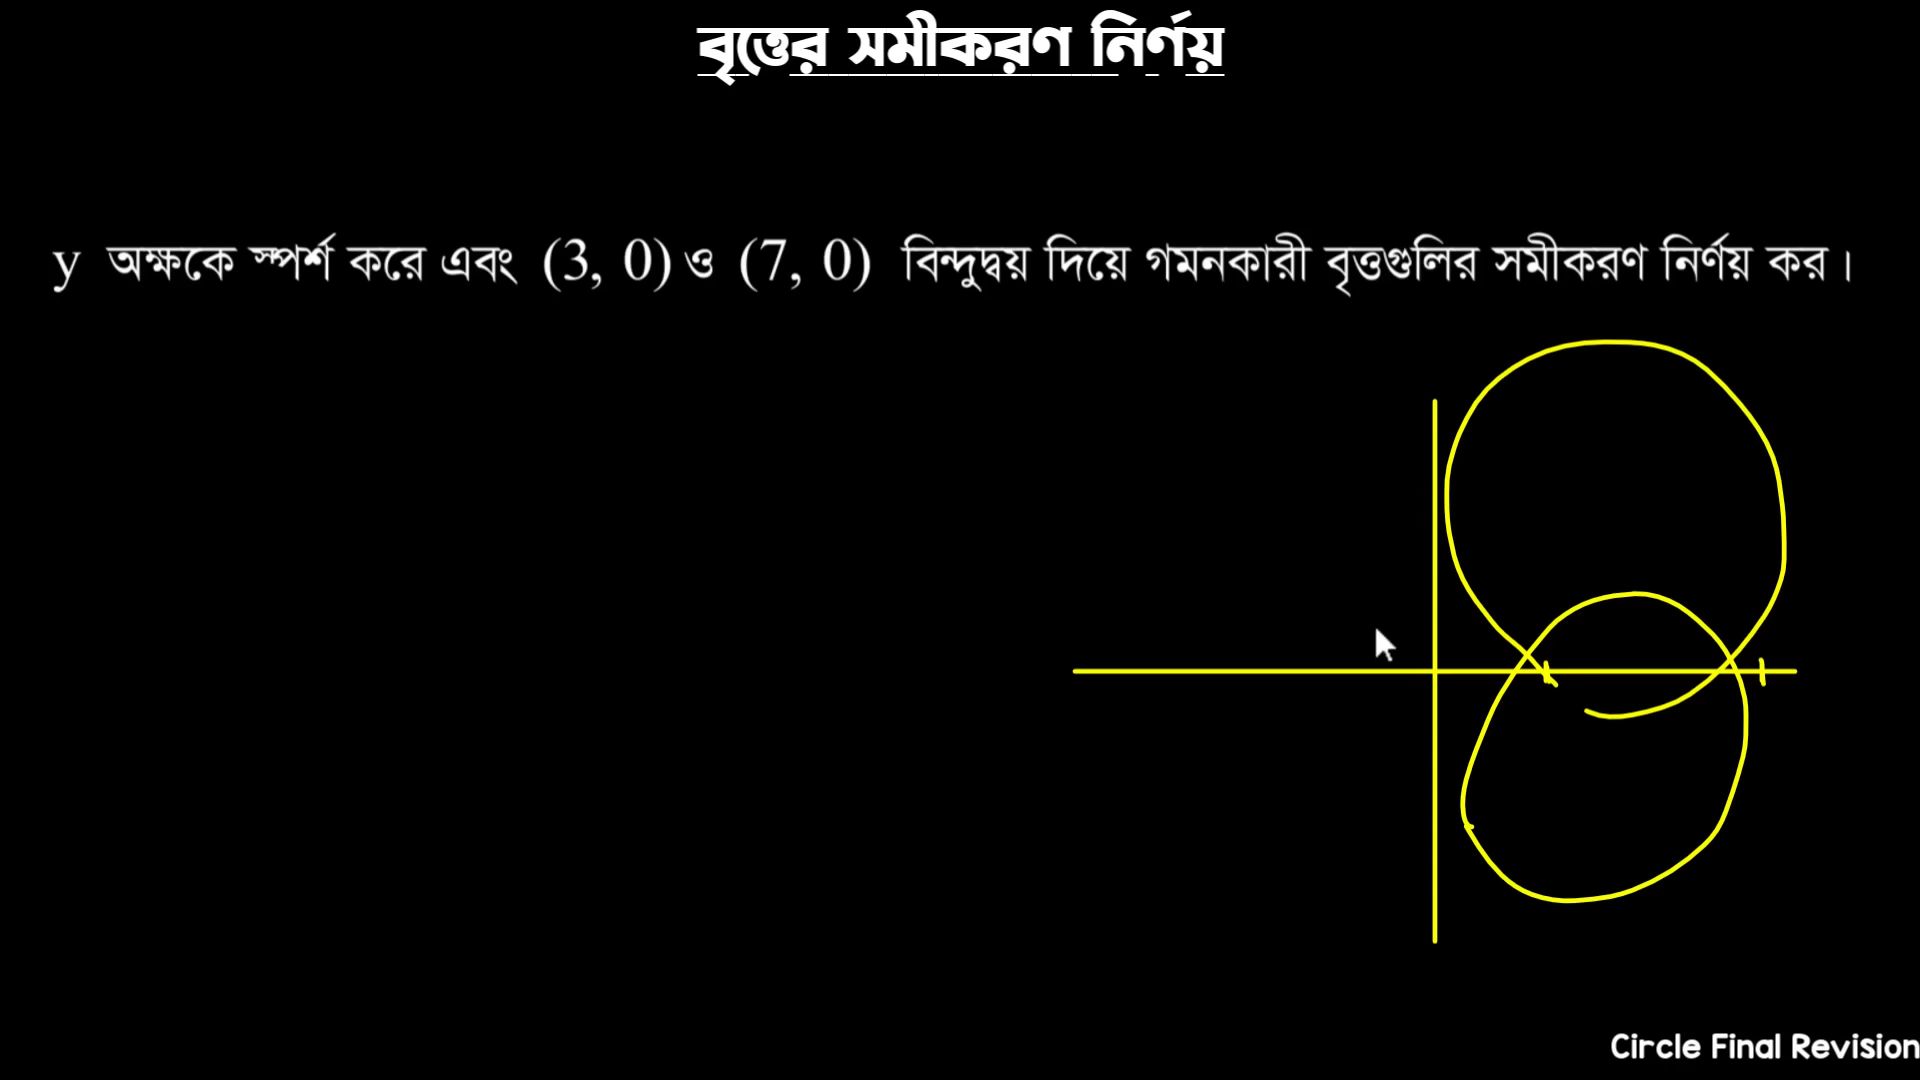 বৃত্তের সমীকরণ নির্ণয়
y অক্ষকে স্পর্শ করে এবং (3, 0) ও (7, 0) বিন্দুদ্বয় দিয়ে গমনকারী বৃত্তগুলির সমীকরণ নির্ণয় কর।
Circle Final Revision